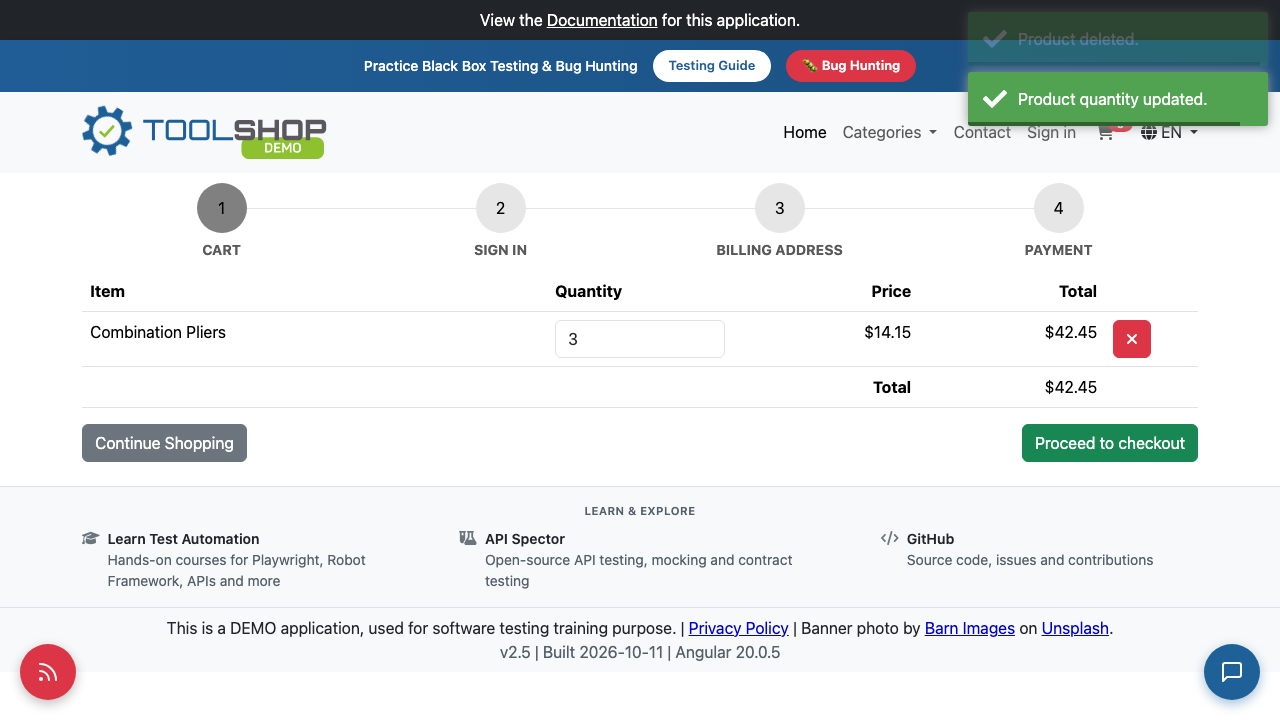 View the Documentation for this application.
Product deleted.
Practice Black Box Testing & Bug Hunting
Testing Guide
Bug Hunting
Product quantity updated.
TOOLSHOP
DEMO
Home
Categories
Contact
Sign in
EN
1
2
3
4
CART
SIGN IN
BILLING ADDRESS
PAYMENT
Item Quantity Price Total
Combination Pliers 3 $14.15 $42.45
Total $42.45
Continue Shopping
Proceed to checkout
LEARN & EXPLORE
Learn Test Automation
Hands-on courses for Playwright, Robot
Framework, APIs and more
API Spector
Open-source API testing, mocking and contract
testing
GitHub
Source code, issues and contributions
This is a DEMO application, used for software testing training purpose. | Privacy Policy | Banner photo by Barn Images on Unsplash.
v2.5 | Built 2026-10-11 | Angular 20.0.5